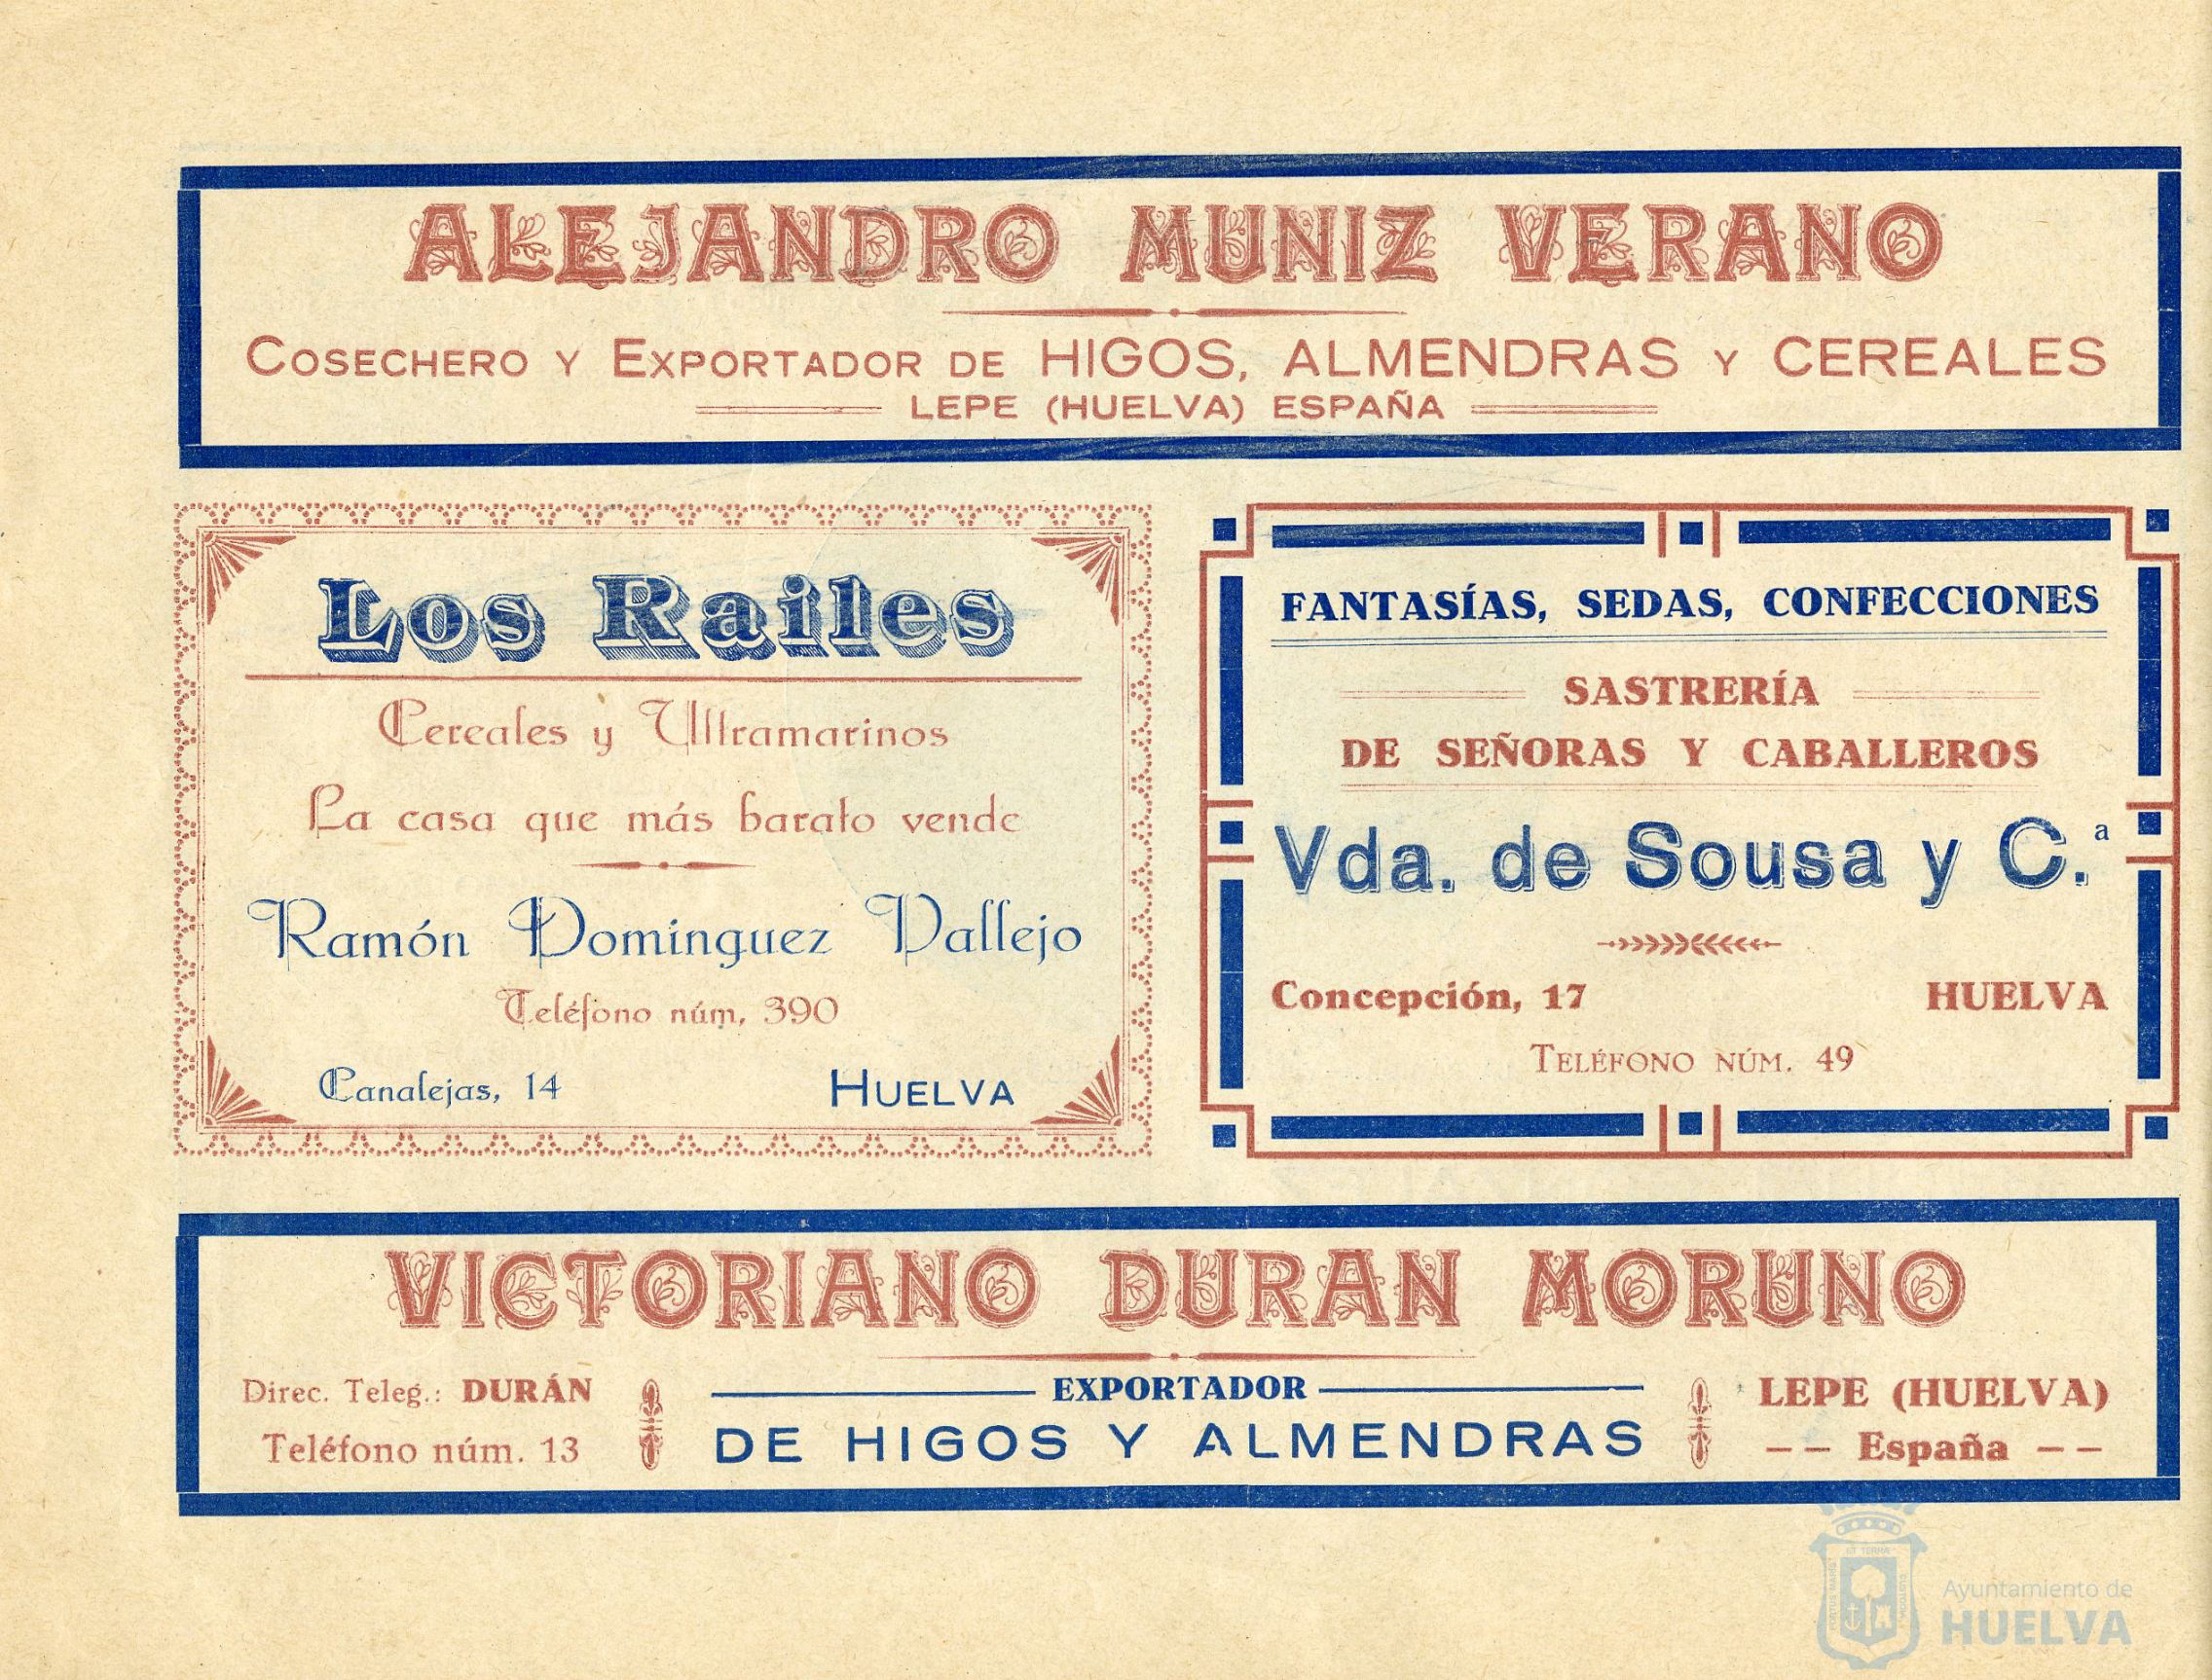 ALEJANDRO MUNIZ VERANO
COSECHERO Y EXPORTADOR DE HIGOS, ALMENDRAS Y CEREALES
LEPE (HUELVA) ESPAÑA
Los Railes
Cereales y Ultramarinos
La casa que más barato vende
Ramón Dominguez Vallejo
Teléfono núm, 390
Canalejas, 14 HUELVA
FANTASÍAS, SEDAS, CONFECCIONES
SASTRERÍA
DE SEÑORAS Y CABALLEROS
Vda. de Sousa y C.ª
Concepción, 17 HUELVA
TELÉFONO NÚM. 49
VICTORIANO DURAN MORUNO
Direc. Teleg.: DURÁN
Teléfono núm. 13
EXPORTADOR
DE HIGOS Y ALMENDRAS
LEPE (HUELVA)
-- España --
Ayuntamiento de
HUELVA